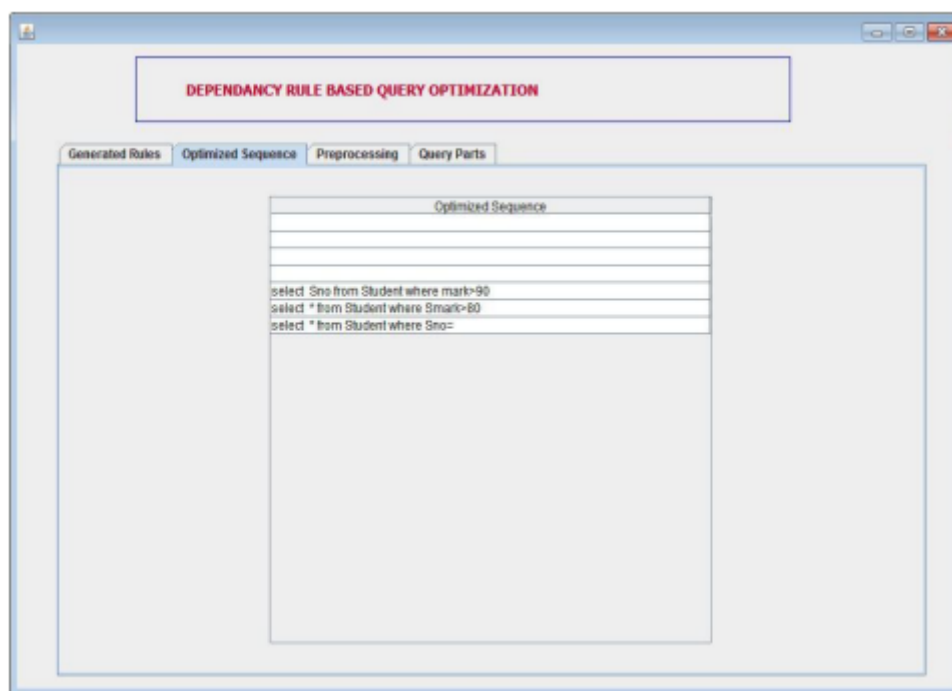 DEPENDANCY RULE BASED QUERY OPTIMIZATION
Generated Rules Optimized Sequence Preprocessing Query Parts
Optimized Sequence
select Sno from Student where mark>90
select * from Student where Smark>80
select * from Student where Sno=